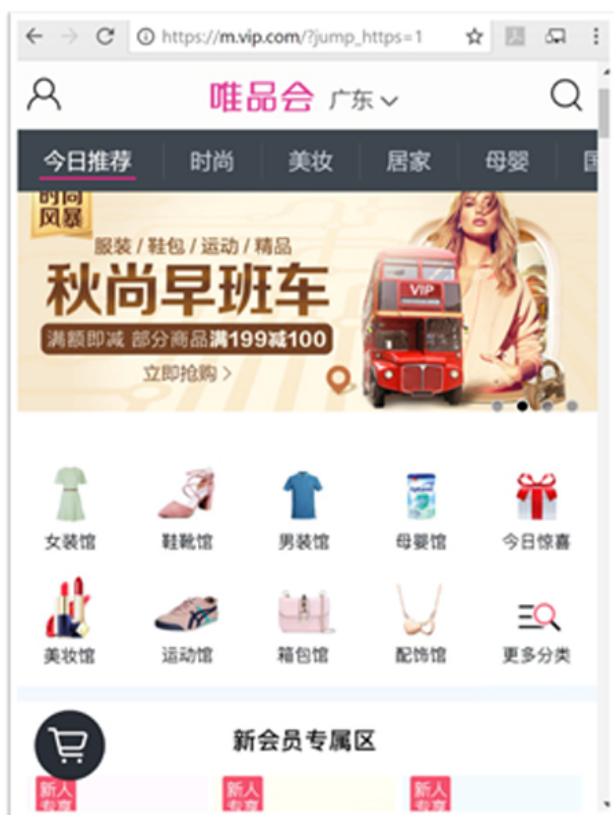 https://m.vip.com/?jump_https=1
唯品会 广东
今日推荐 时尚 美妆 居家 母婴
时尚
风暴
服装 / 鞋包 / 运动 / 精品
秋尚早班车
VIP
满额即减 部分商品满199减100
立即抢购 >
女装馆 鞋靴馆 男装馆 母婴馆 今日惊喜
美妆馆 运动馆 箱包馆 配饰馆 更多分类
新会员专属区
新人 新人 新人
专享 专享 专享